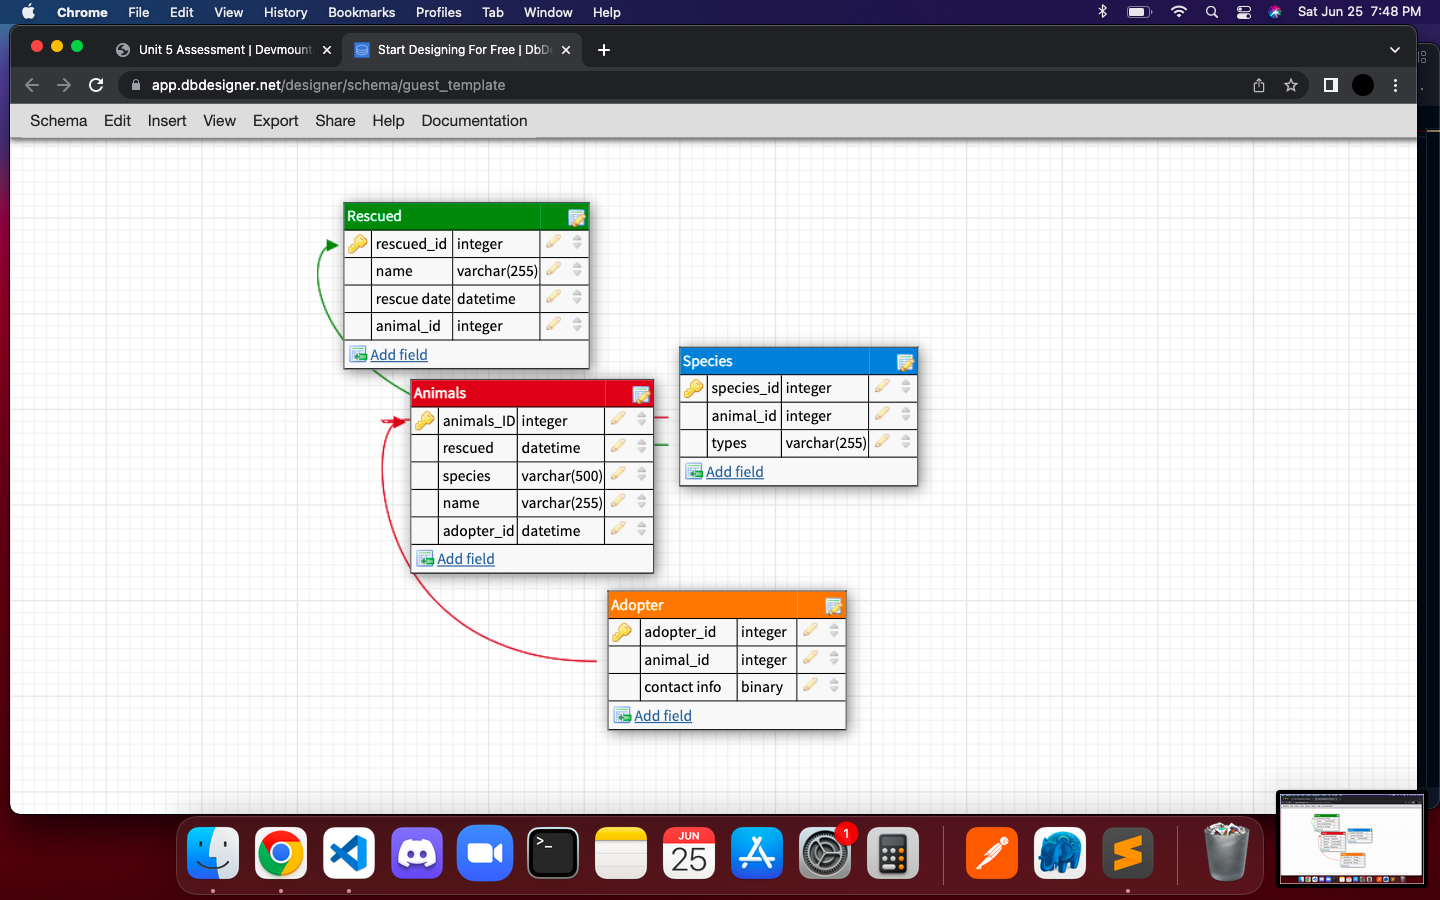 Chrome File Edit View History Bookmarks Profiles Tab Window Help Sat Jun 25 7:48 PM
Unit 5 Assessment | Devmount Start Designing For Free | DbDe
app.dbdesigner.net/designer/schema/guest_template
Schema Edit Insert View Export Share Help Documentation
Rescued
rescued_id integer
name varchar(255)
rescue date datetime
animal_id integer
Add field
Species
species_id integer
animal_id integer
types varchar(255)
Add field
Animals
animals_ID integer
rescued datetime
species varchar(500)
name varchar(255)
adopter_id datetime
Add field
Adopter
adopter_id integer
animal_id integer
contact info binary
Add field
>_
JUN
25
1